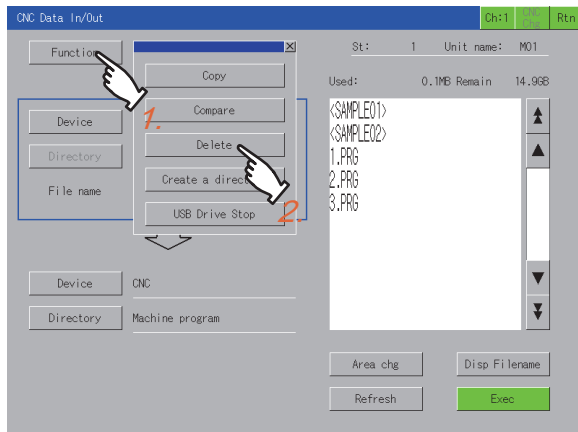 CNC Data In/Out Ch:1 CNC Chg Rtn
Function
Copy
Compare
Delete
Create a direct
USB Drive Stop
1.
2.
Device
Directory
File name
Device CNC
Directory Machine program
St: 1 Unit name: M01
Used: 0.1MB Remain 14.9GB
<SAMPLE01>
<SAMPLE02>
1.PRG
2.PRG
3.PRG
Area chg Disp Filename
Refresh Exec